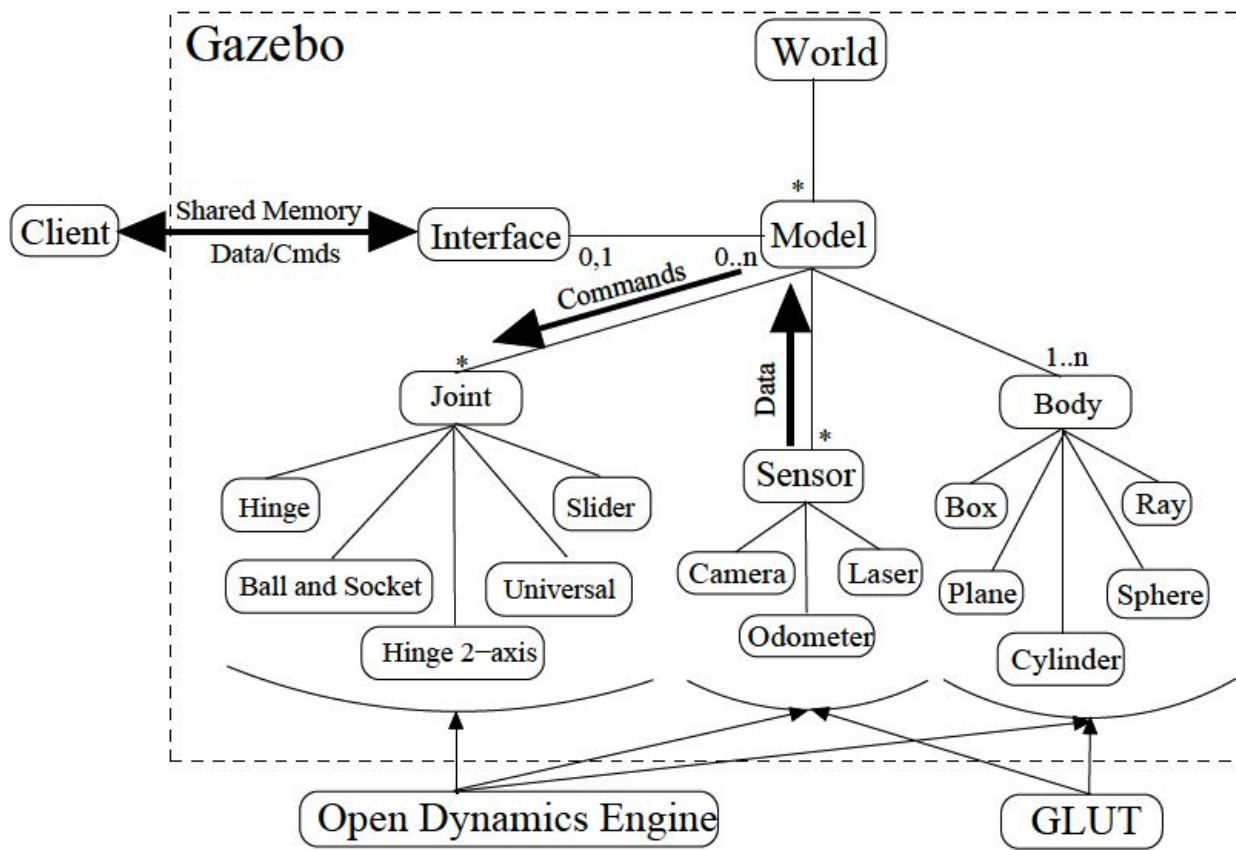 Gazebo
World
*
Client
Shared Memory
Data/Cmds
Interface
Model
0,1
0..n
Commands
Data
*
Joint
1..n
Body
*
Sensor
Hinge
Slider
Box
Ray
Ball and Socket
Universal
Camera
Laser
Plane
Sphere
Hinge 2−axis
Odometer
Cylinder
Open Dynamics Engine
GLUT